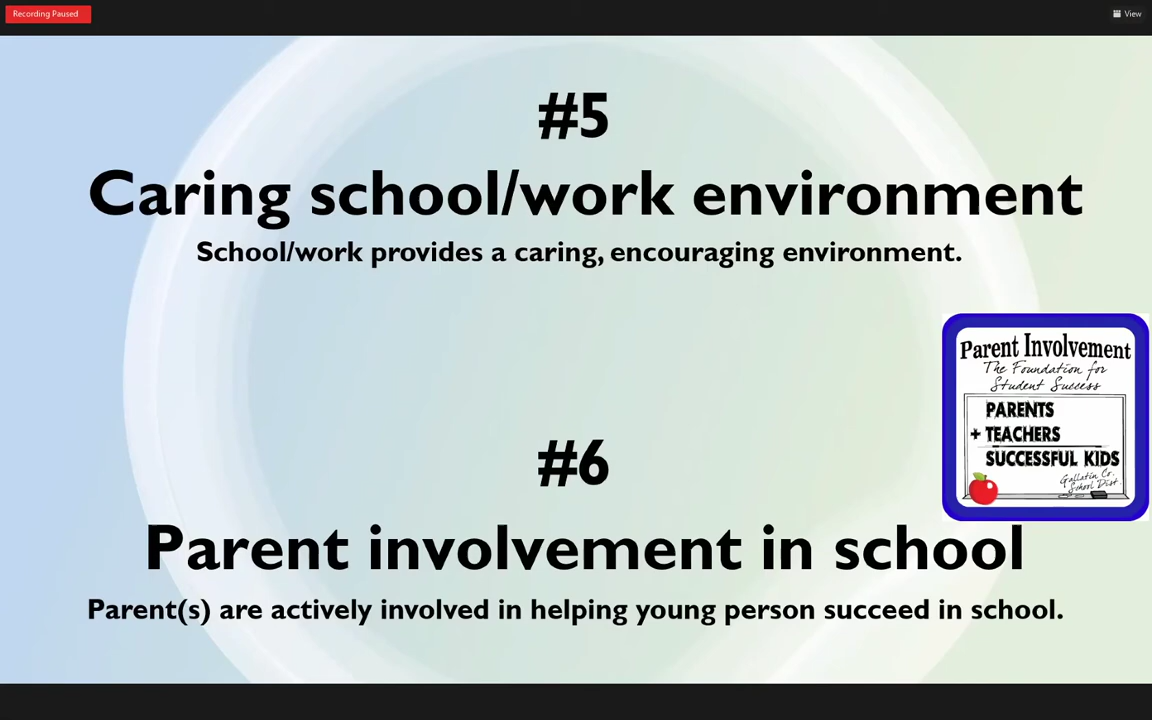 Recording Paused
View
#5
Caring school/work environment
School/work provides a caring, encouraging environment.
Parent Involvement
The Foundation for
Student Success
PARENTS
+ TEACHERS
SUCCESSFUL KIDS
Gallatin Co.
School Dist.
#6
Parent involvement in school
Parent(s) are actively involved in helping young person succeed in school.